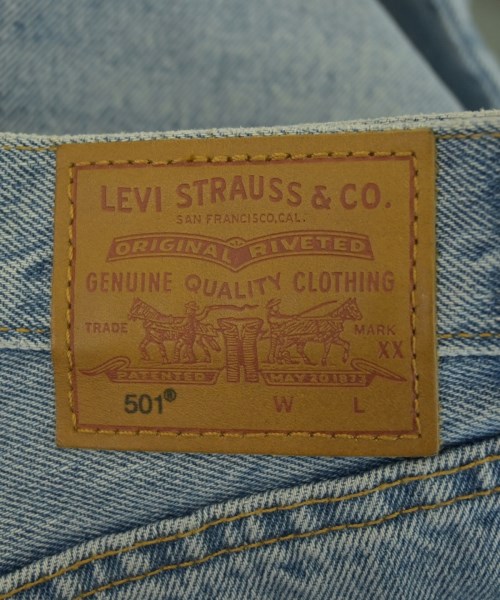 LEVI STRAUSS & CO.
SAN FRANCISCO, CAL.
ORIGINAL RIVETED
GENUINE QUALITY CLOTHING
TRADE MARK
XX
PATENTED MAY 20 1873
501® W L